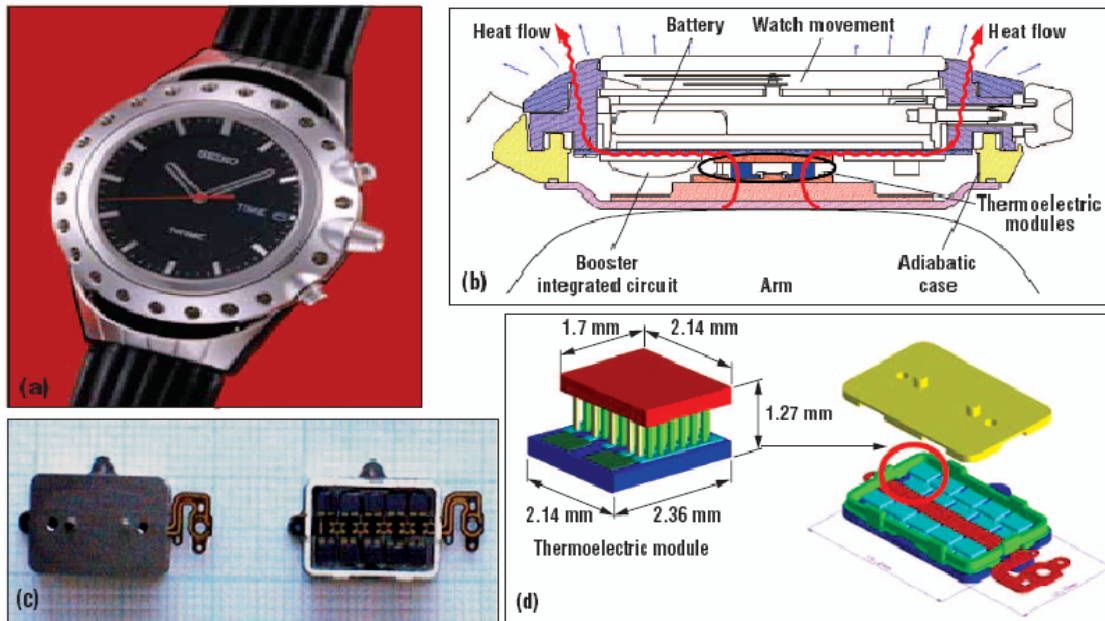 SEIKO
(a)
Battery
Watch movement
Heat flow
Heat flow
Thermoelectric
modules
Booster
integrated circuit
Arm
Adiabatic
case
(b)
(c)
1.7 mm
2.14 mm
1.27 mm
2.14 mm
2.36 mm
Thermoelectric module
(d)